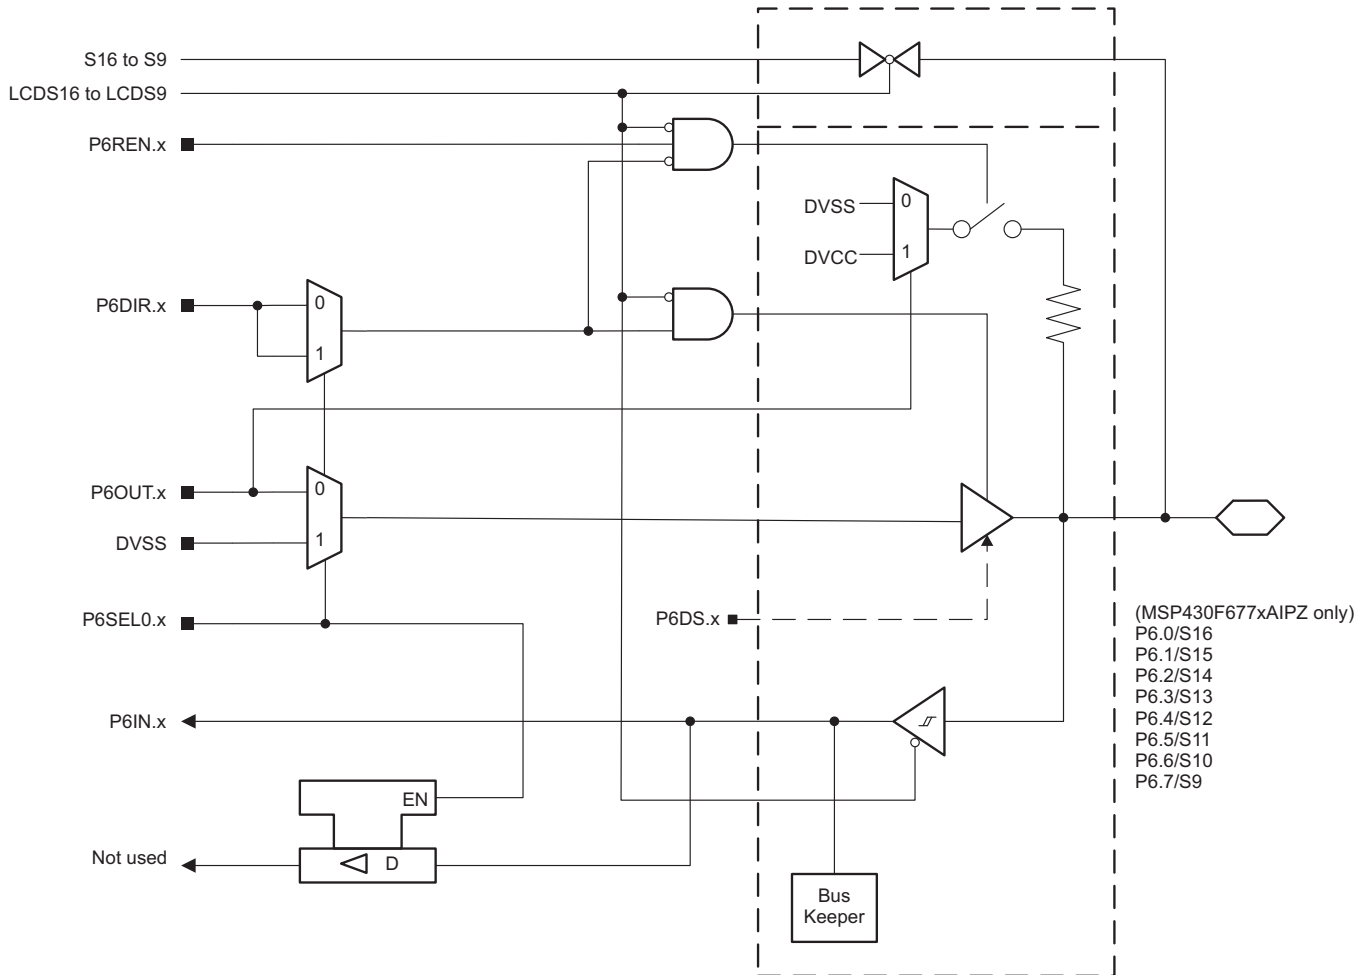 S16 to S9
LCDS16 to LCDS9
P6REN.x
DVSS
0
DVCC
1
P6DIR.x
0
1
P6OUT.x
0
DVSS
1
P6SEL0.x
P6DS.x
(MSP430F677xAIPZ only)
P6.0/S16
P6.1/S15
P6.2/S14
P6.3/S13
P6.4/S12
P6.5/S11
P6.6/S10
P6.7/S9
P6IN.x
EN
Not used
D
Bus
Keeper